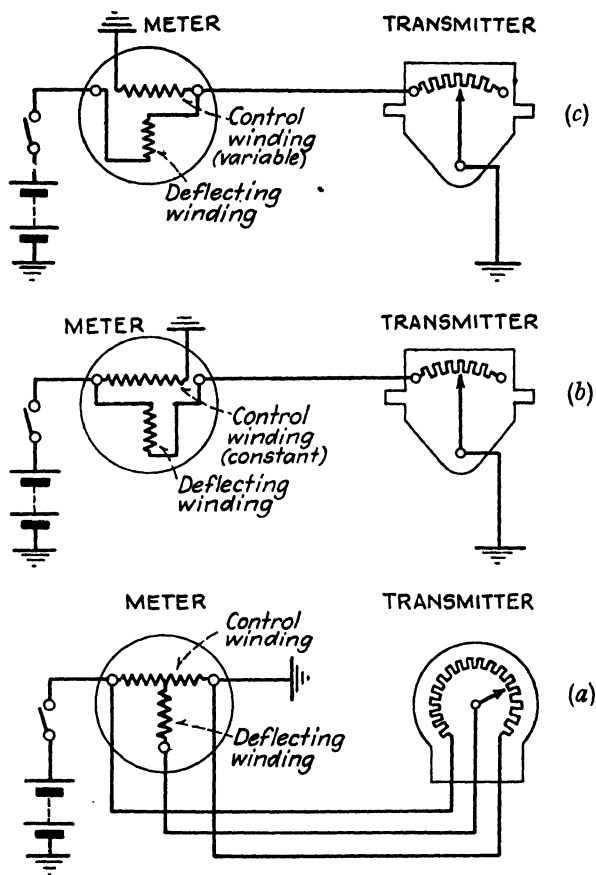 METER TRANSMITTER
Control
winding
(variable)
Deflecting
winding
(c)
METER TRANSMITTER
Control
winding
(constant)
Deflecting
winding
(b)
METER TRANSMITTER
Control
winding
Deflecting
winding
(a)